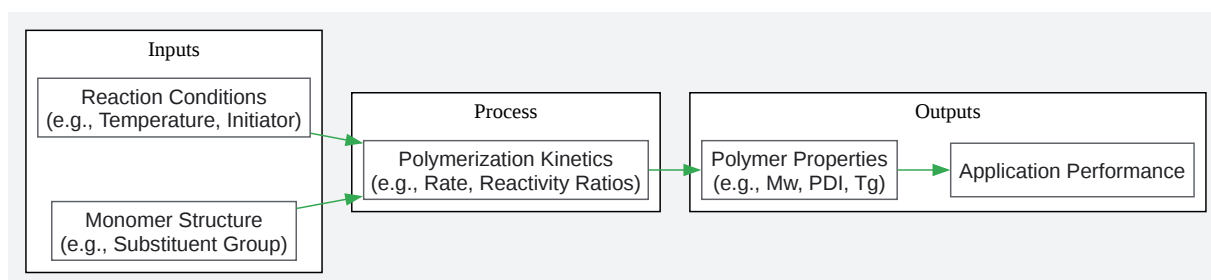 Inputs
Reaction Conditions
(e.g., Temperature, Initiator)
Monomer Structure
(e.g., Substituent Group)
Process
Polymerization Kinetics
(e.g., Rate, Reactivity Ratios)
Outputs
Polymer Properties
(e.g., Mw, PDI, Tg)
Application Performance